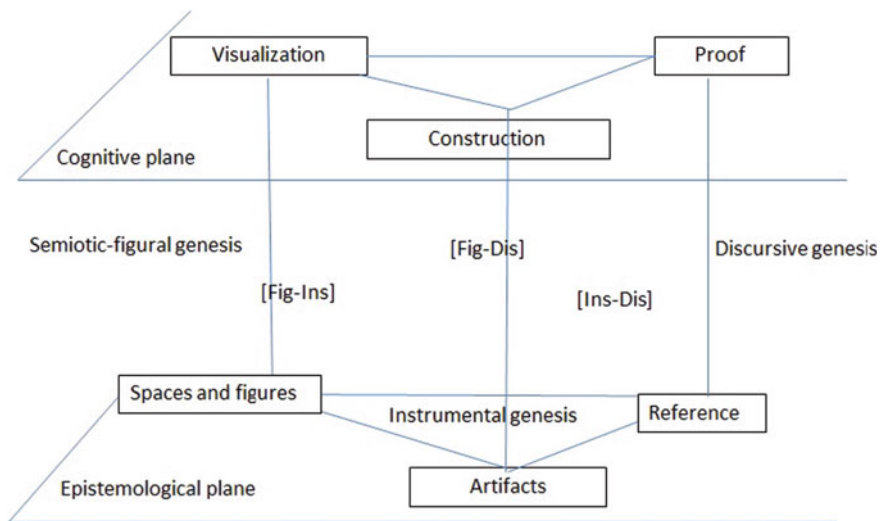 Visualization
Proof
Construction
Cognitive plane
Semiotic-figural genesis
[Fig-Dis]
Discursive genesis
[Fig-Ins]
[Ins-Dis]
Spaces and figures
Instrumental genesis
Reference
Epistemological plane
Artifacts